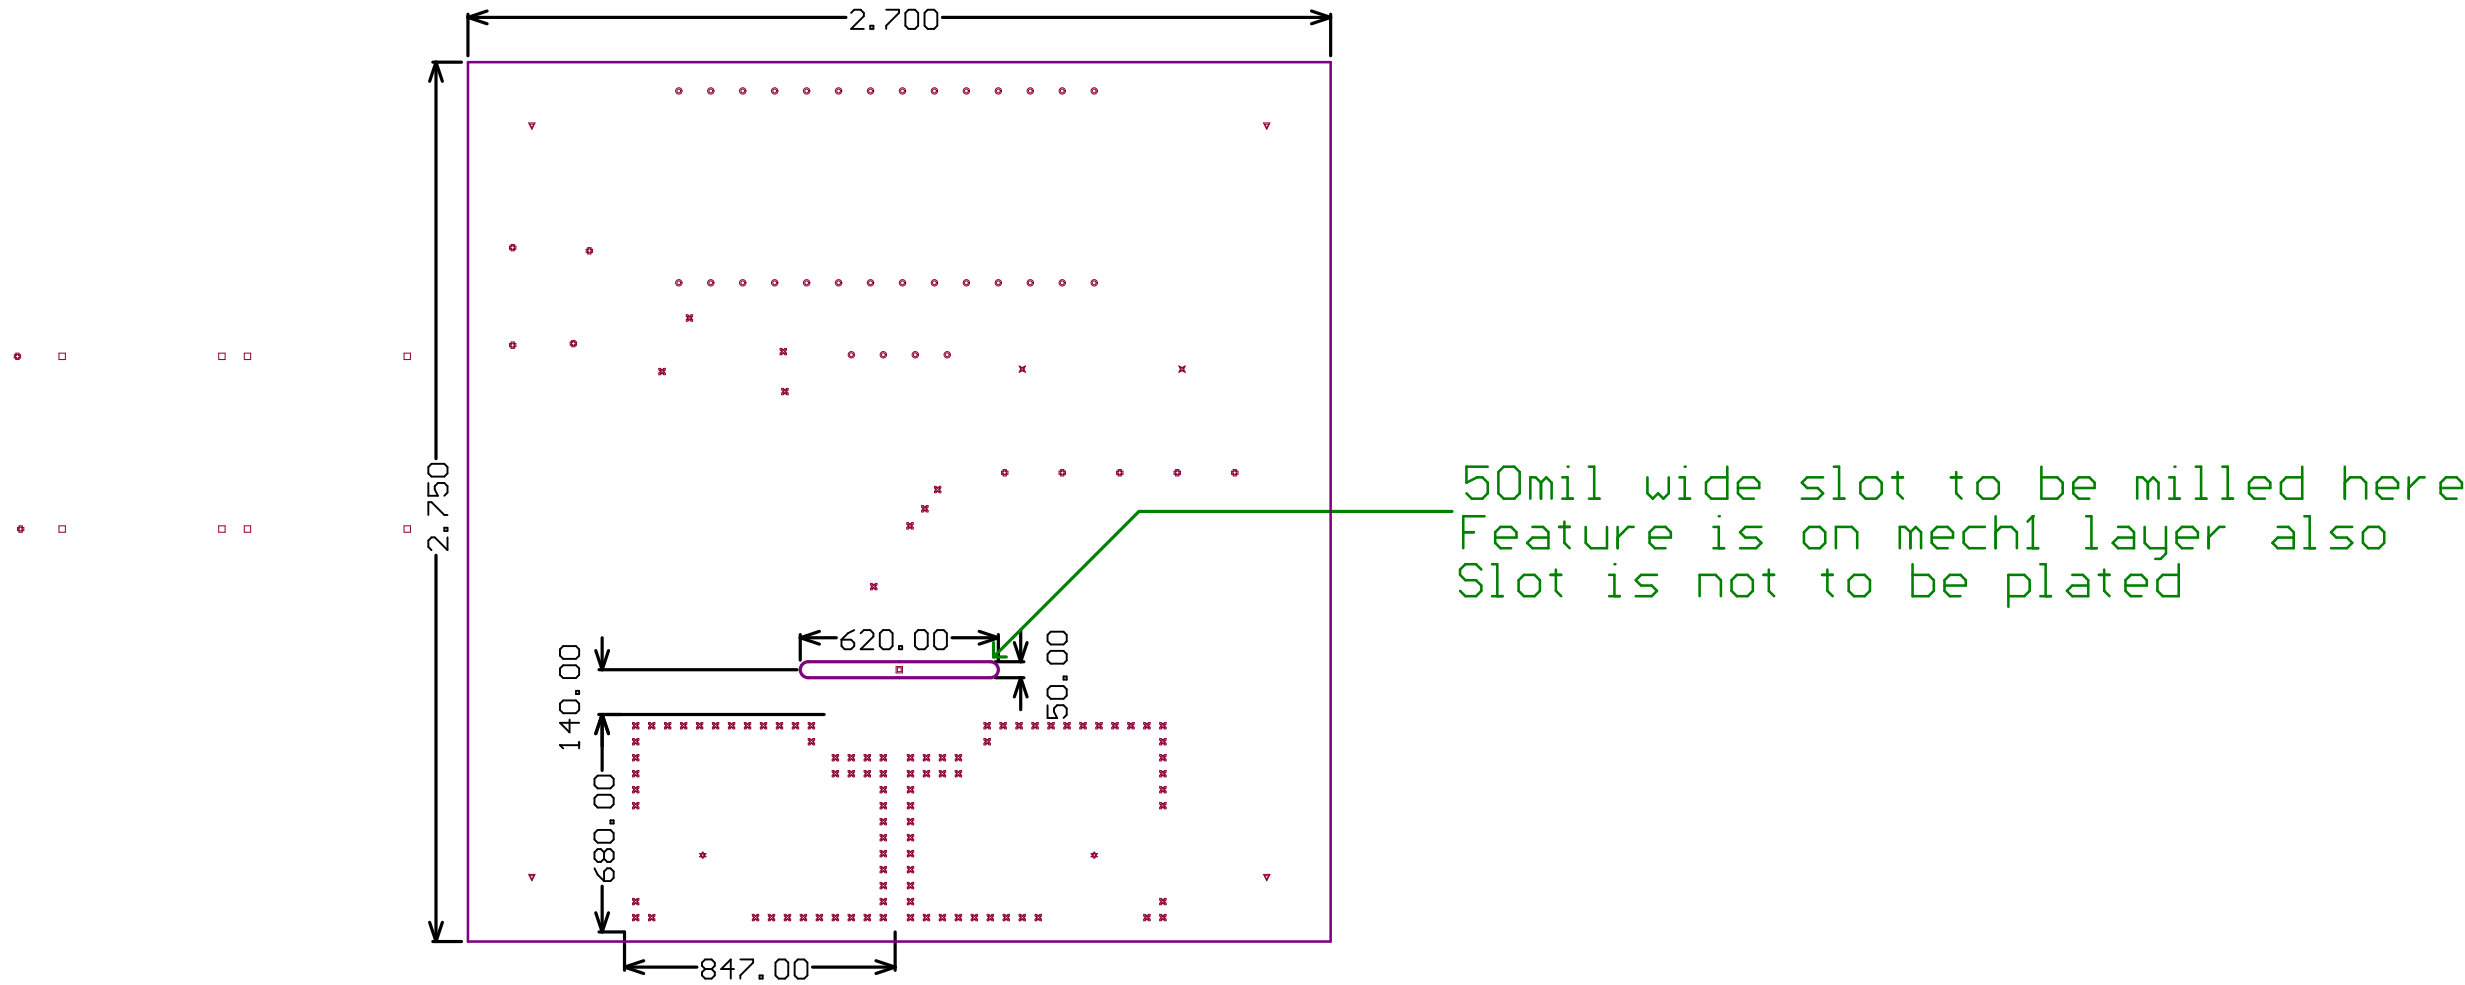 2.700
2.750
50mil wide slot to be milled here
Feature is on mech1 layer also
Slot is not to be plated
620.00
50.00
140.00
680.00
847.00